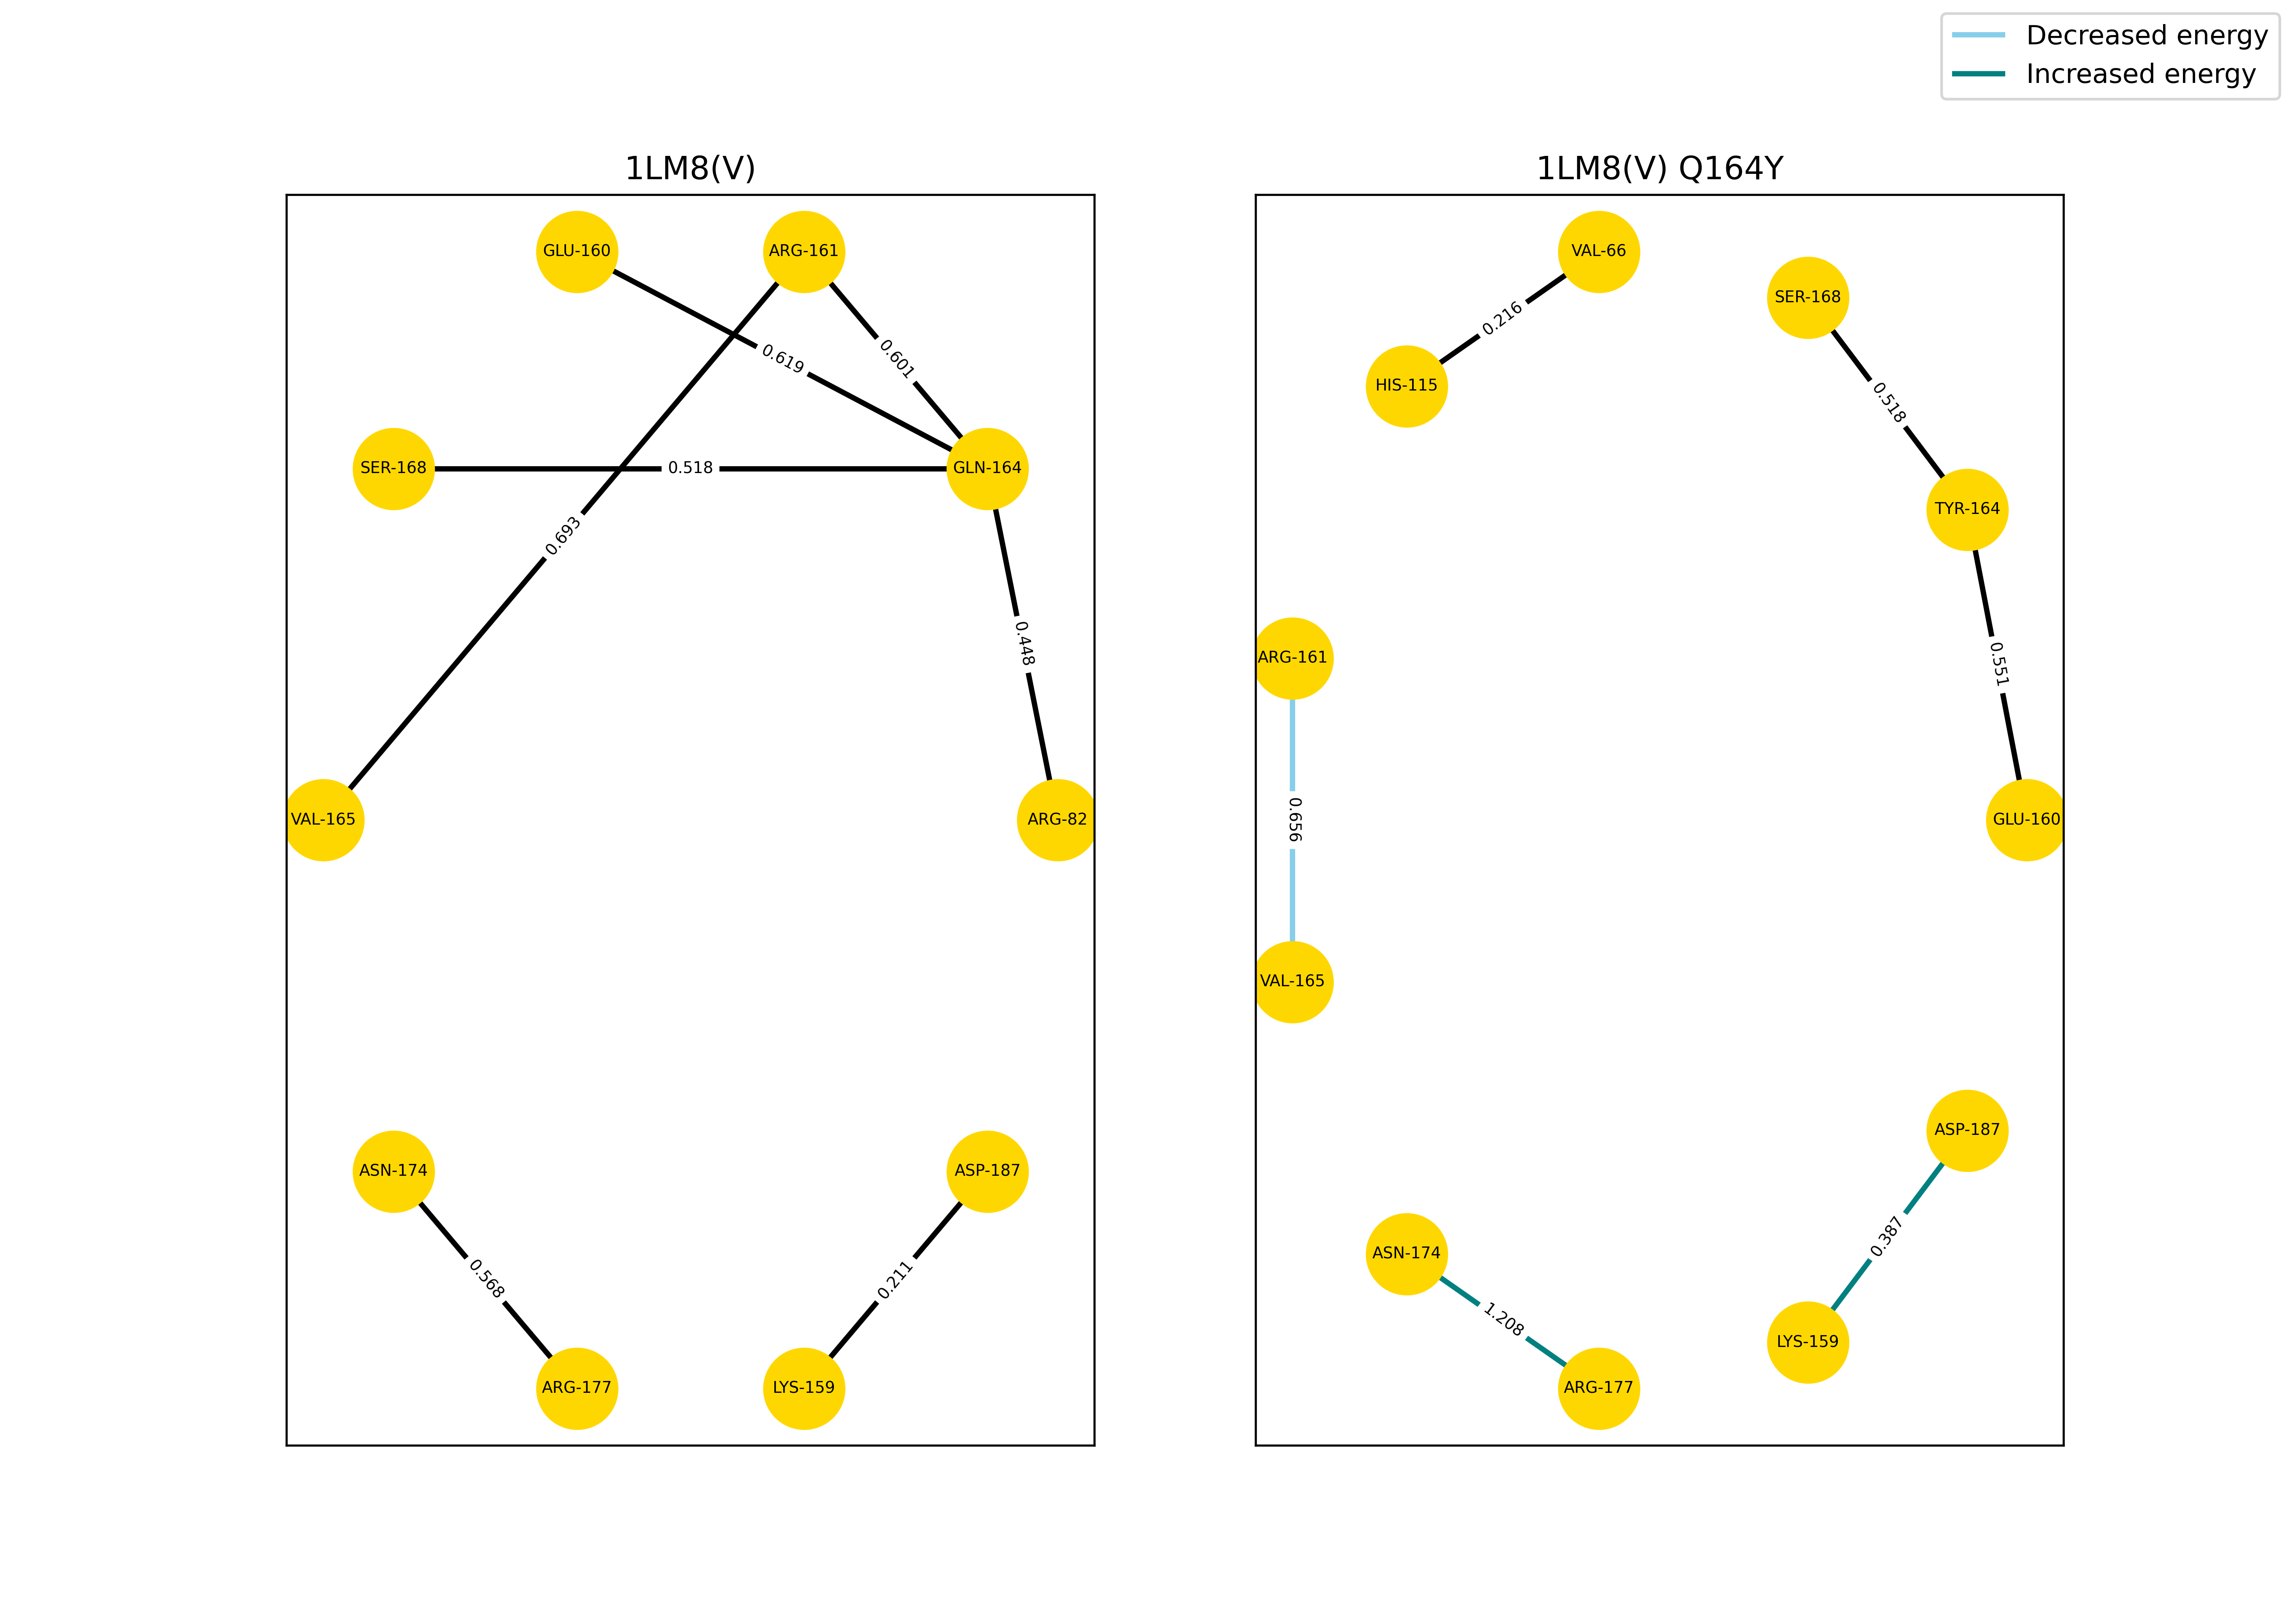 Decreased energy
Increased energy
1LM8(V)
GLU-160
ARG-161
0.619
0.601
SER-168
0.518
GLN-164
0.693
0.448
VAL-165
ARG-82
ASN-174
ASP-187
0.568
0.211
ARG-177
LYS-159
1LM8(V) Q164Y
VAL-66
SER-168
0.216
HIS-115
0.518
TYR-164
ARG-161
0.551
0.656
GLU-160
VAL-165
ASP-187
0.387
ASN-174
1.208
LYS-159
ARG-177